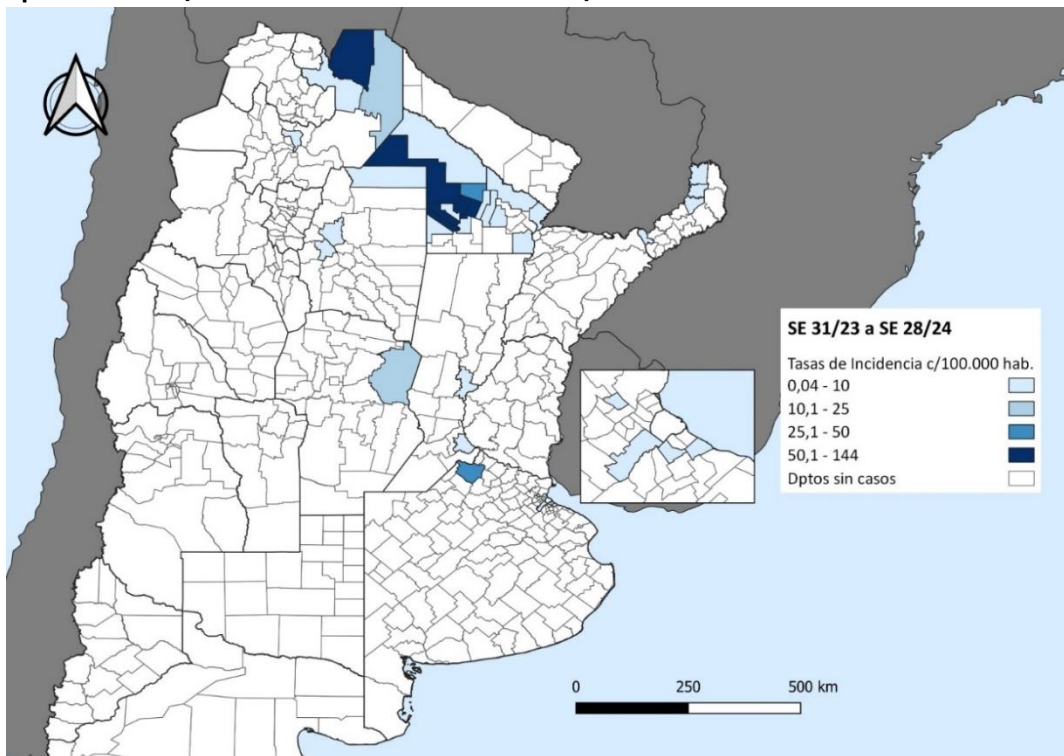 SE 31/23 a SE 28/24
Tasas de Incidencia c/100.000 hab.
0,04 - 10
10,1 - 25
25,1 - 50
50,1 - 144
Dptos sin casos
0 250 500 km